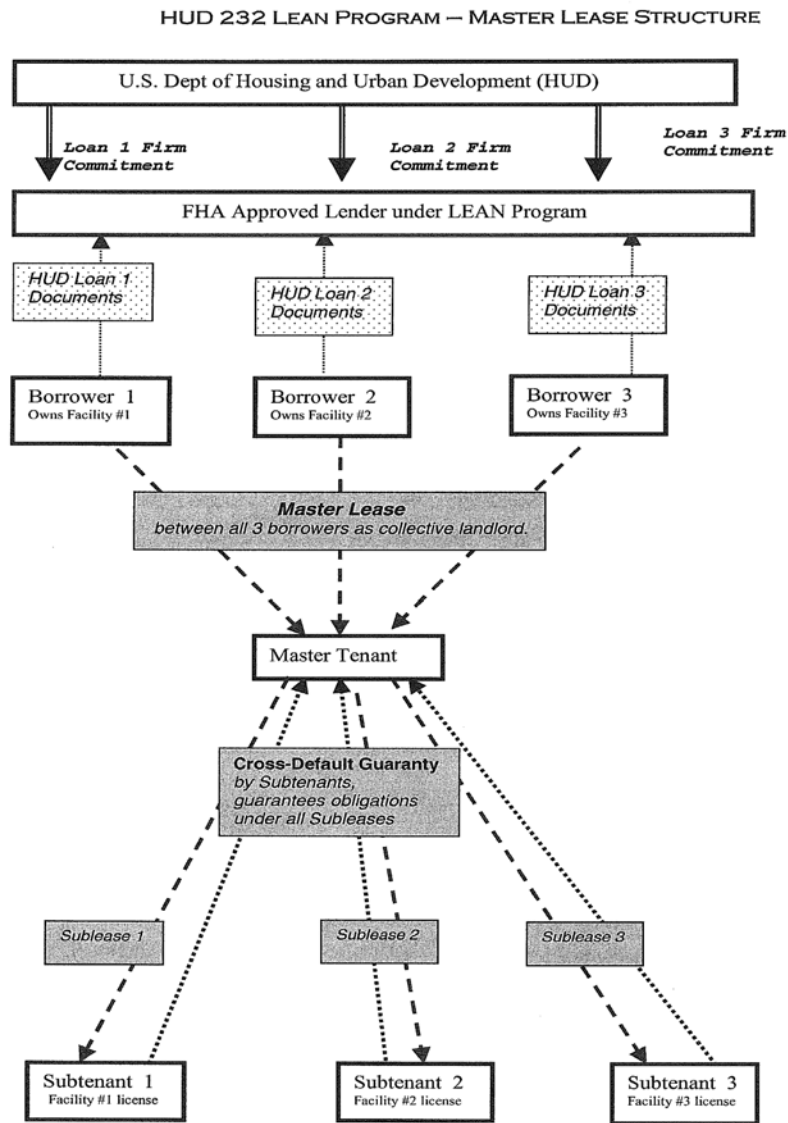 HUD 232 LEAN PROGRAM – MASTER LEASE STRUCTURE
U.S. Dept of Housing and Urban Development (HUD)
Loan 1 Firm
Commitment
Loan 2 Firm
Commitment
Loan 3 Firm
Commitment
FHA Approved Lender under LEAN Program
HUD Loan 1
Documents
HUD Loan 2
Documents
HUD Loan 3
Documents
Borrower 1
Owns Facility #1
Borrower 2
Owns Facility #2
Borrower 3
Owns Facility #3
Master Lease
between all 3 borrowers as collective landlord.
Master Tenant
Cross-Default Guaranty
by Subtenants,
guarantees obligations
under all Subleases
Sublease 1
Sublease 2
Sublease 3
Subtenant 1
Facility #1 license
Subtenant 2
Facility #2 license
Subtenant 3
Facility #3 license